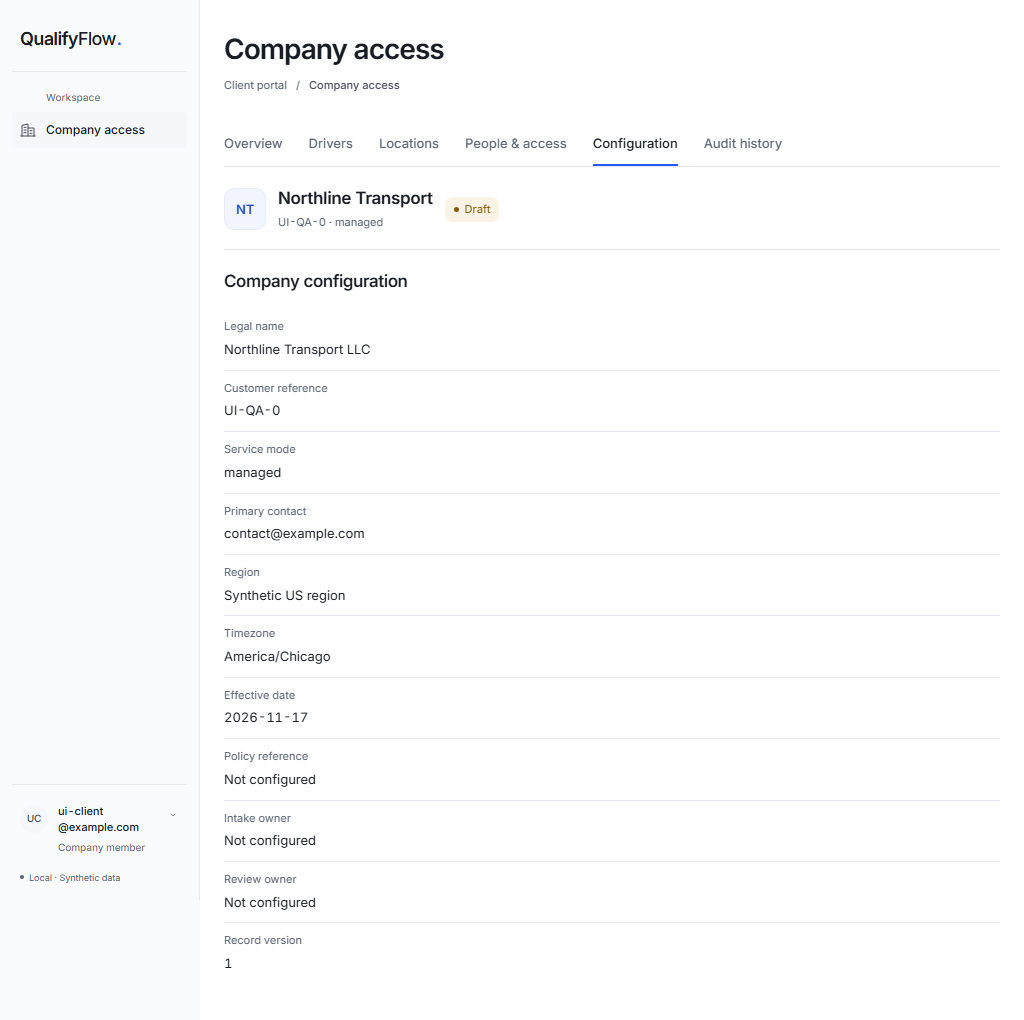 QualifyFlow.
Workspace
Company access
ui-client
@example.com
UC
Company member
Local · Synthetic data
Company access
Client portal / Company access
Overview Drivers Locations People & access Configuration Audit history
NT
Northline Transport
Draft
UI-QA-0 · managed
Company configuration
Legal name
Northline Transport LLC
Customer reference
UI-QA-0
Service mode
managed
Primary contact
contact@example.com
Region
Synthetic US region
Timezone
America/Chicago
Effective date
2026-11-17
Policy reference
Not configured
Intake owner
Not configured
Review owner
Not configured
Record version
1